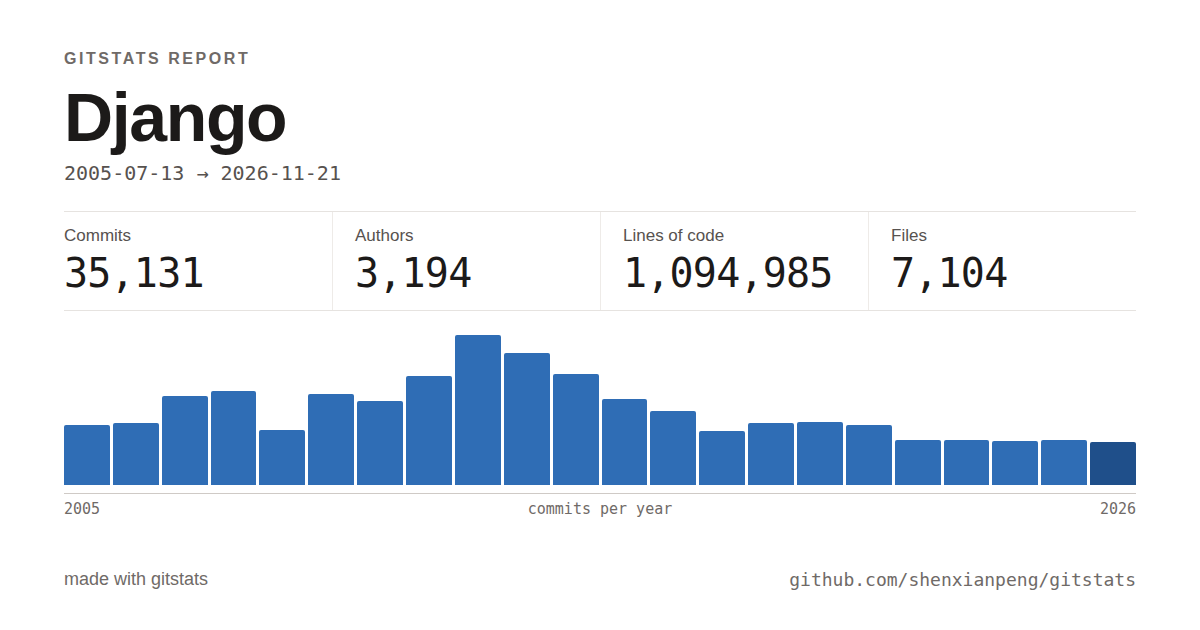 GITSTATS REPORT
Django
2005-07-13 → 2026-11-21
Commits
35,131
Authors
3,194
Lines of code
1,094,985
Files
7,104
2005
commits per year
2026
made with gitstats
github.com/shenxianpeng/gitstats